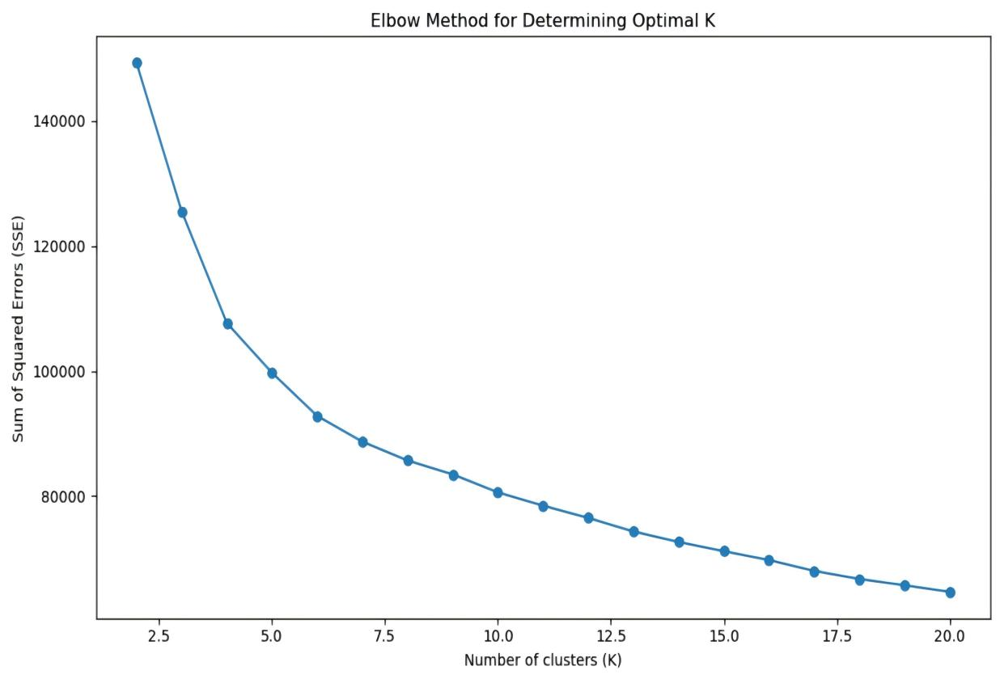 Elbow Method for Determining Optimal K
Sum of Squared Errors (SSE)
140000
120000
100000
80000
2.5 5.0 7.5 10.0 12.5 15.0 17.5 20.0
Number of clusters (K)